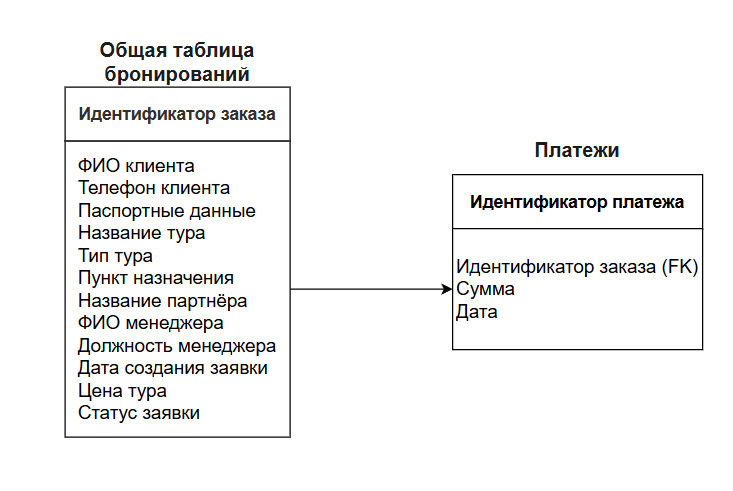 Общая таблица
бронирований
Идентификатор заказа
ФИО клиента
Телефон клиента
Паспортные данные
Название тура
Тип тура
Пункт назначения
Название партнёра
ФИО менеджера
Должность менеджера
Дата создания заявки
Цена тура
Статус заявки
Платежи
Идентификатор платежа
Идентификатор заказа (FK)
Сумма
Дата